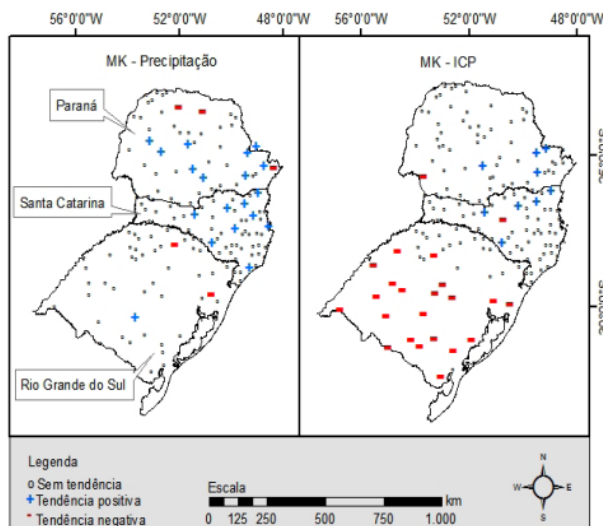 56°0'0"W 52°0'0"W 48°0'0"W 56°0'0"W 52°0'0"W 48°0'0"W
MK - Precipitação
MK - ICP
Paraná
Santa Catarina
Rio Grande do Sul
Legenda
Sem tendência
Tendência positiva
Tendência negativa
Escala
km
0 125 250 500 750 1.000
N
W E
S